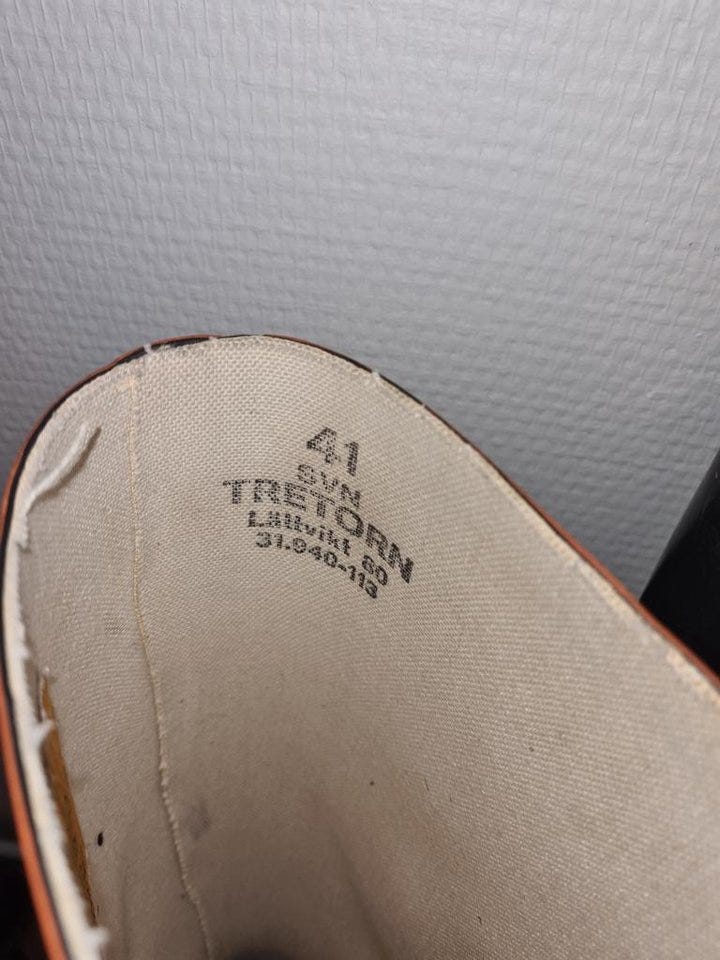 41
SVN
TRETORN
Lättvikt 80
31.940-113